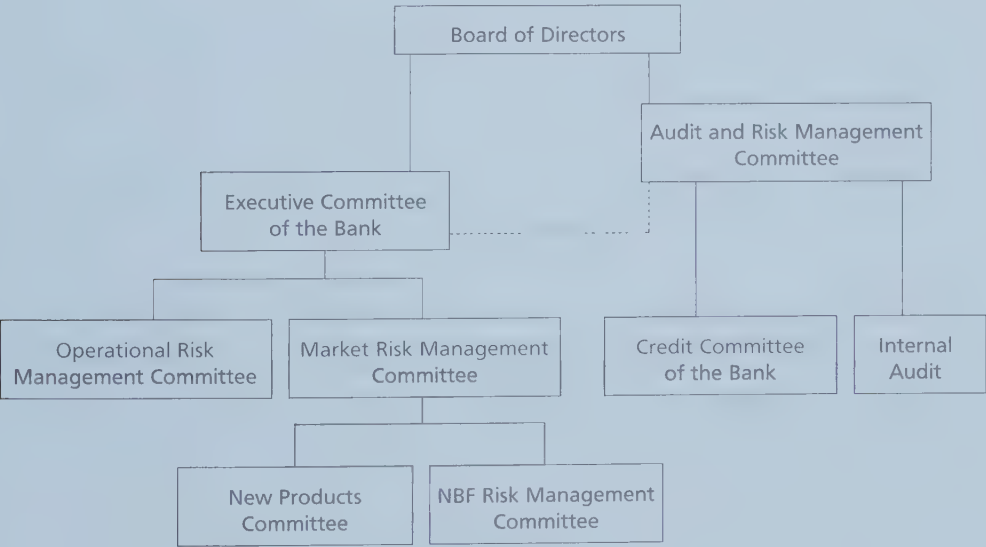 Board of Directors
Audit and Risk Management
Committee
Executive Committee
of the Bank
Operational Risk
Management Committee
Market Risk Management
Committee
Credit Committee
of the Bank
Internal
Audit
New Products
Committee
NBF Risk Management
Committee